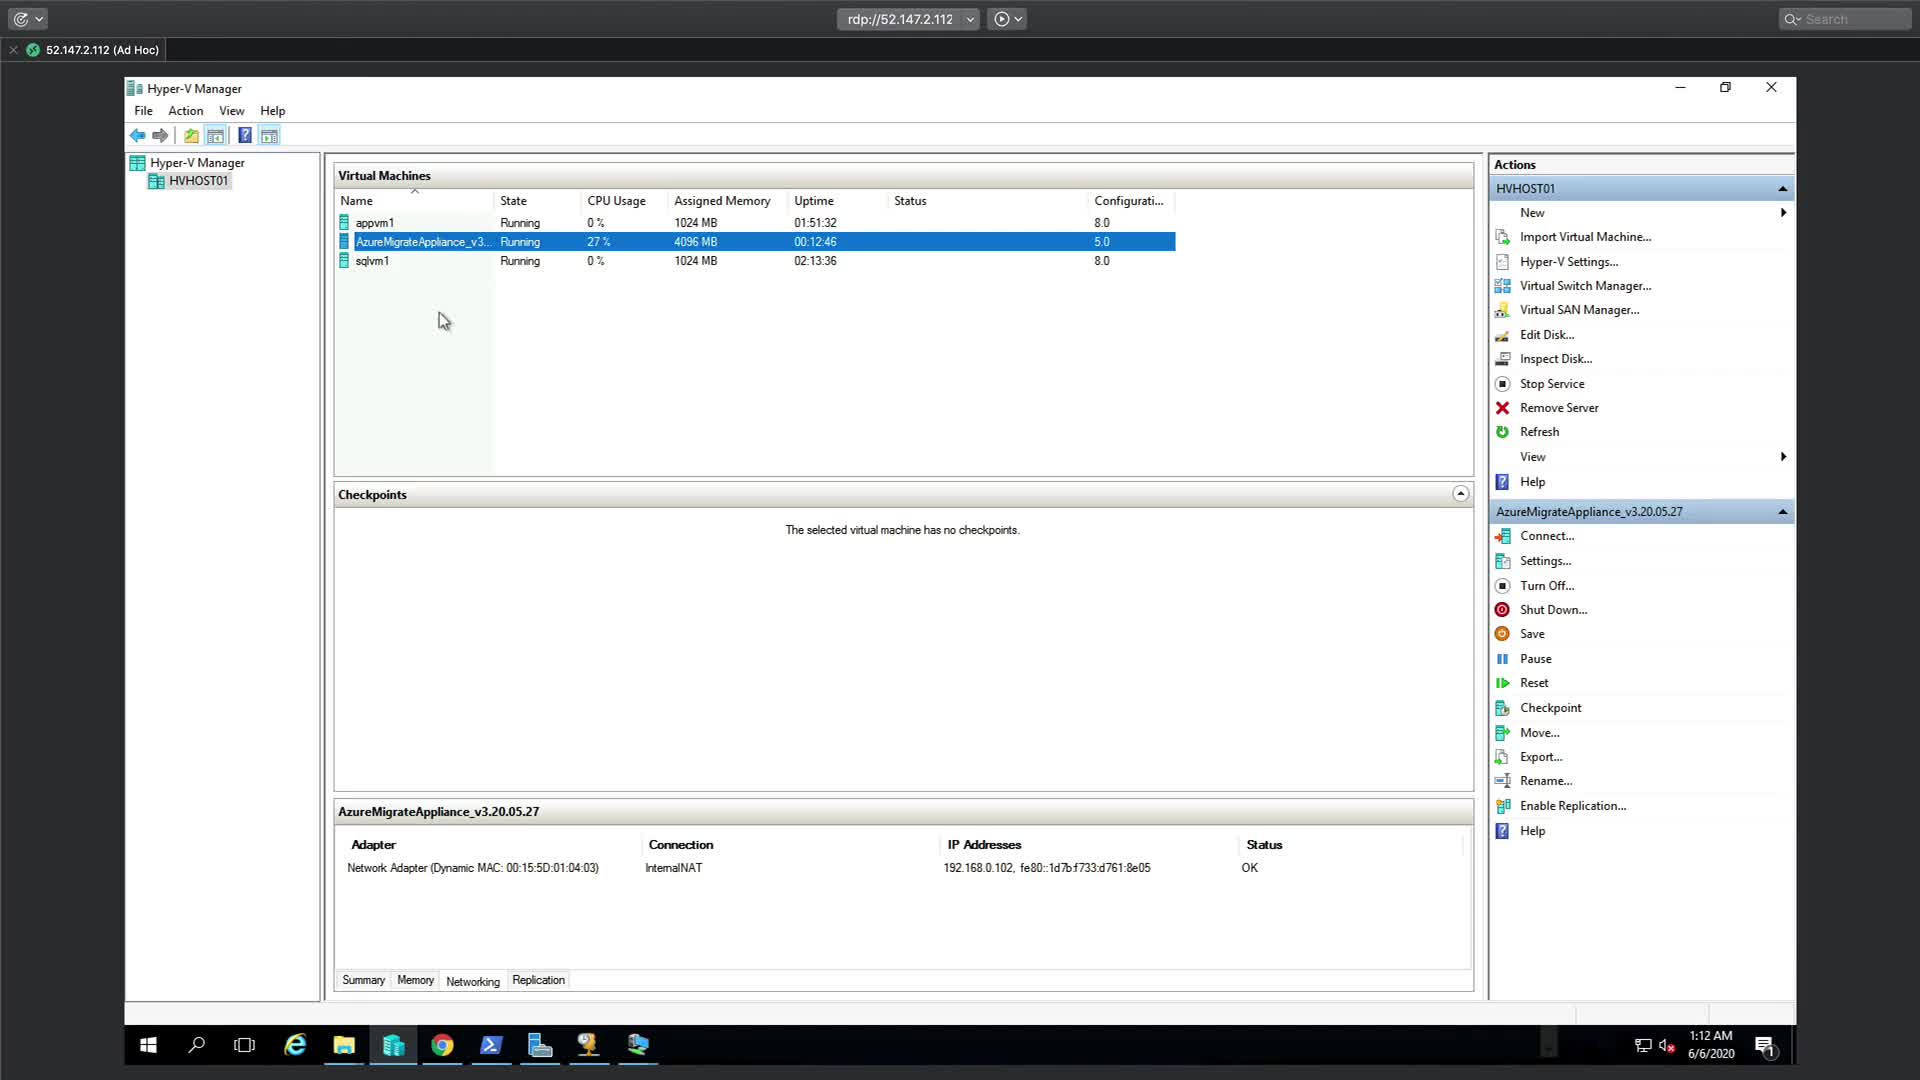 rdp://52.147.2.112
Search
52.147.2.112 (Ad Hoc)
Hyper-V Manager
File Action View Help
Hyper-V Manager
HVHOST01
Virtual Machines
Name State CPU Usage Assigned Memory Uptime Status Configurati...
appvm1 Running 0 % 1024 MB 01:51:32 8.0
AzureMigrateAppliance_v3... Running 27 % 4096 MB 00:12:46 5.0
sqlvm1 Running 0 % 1024 MB 02:13:36 8.0
Checkpoints
The selected virtual machine has no checkpoints.
AzureMigrateAppliance_v3.20.05.27
Adapter Connection IP Addresses Status
Network Adapter (Dynamic MAC: 00:15:5D:01:04:03) InternalNAT 192.168.0.102, fe80::1d7b:f733:d761:8e05 OK
Summary Memory Networking Replication
Actions
HVHOST01
New
Import Virtual Machine...
Hyper-V Settings...
Virtual Switch Manager...
Virtual SAN Manager...
Edit Disk...
Inspect Disk...
Stop Service
Remove Server
Refresh
View
Help
AzureMigrateAppliance_v3.20.05.27
Connect...
Settings...
Turn Off...
Shut Down...
Save
Pause
Reset
Checkpoint
Move...
Export...
Rename...
Enable Replication...
Help
1:12 AM
6/6/2020
1